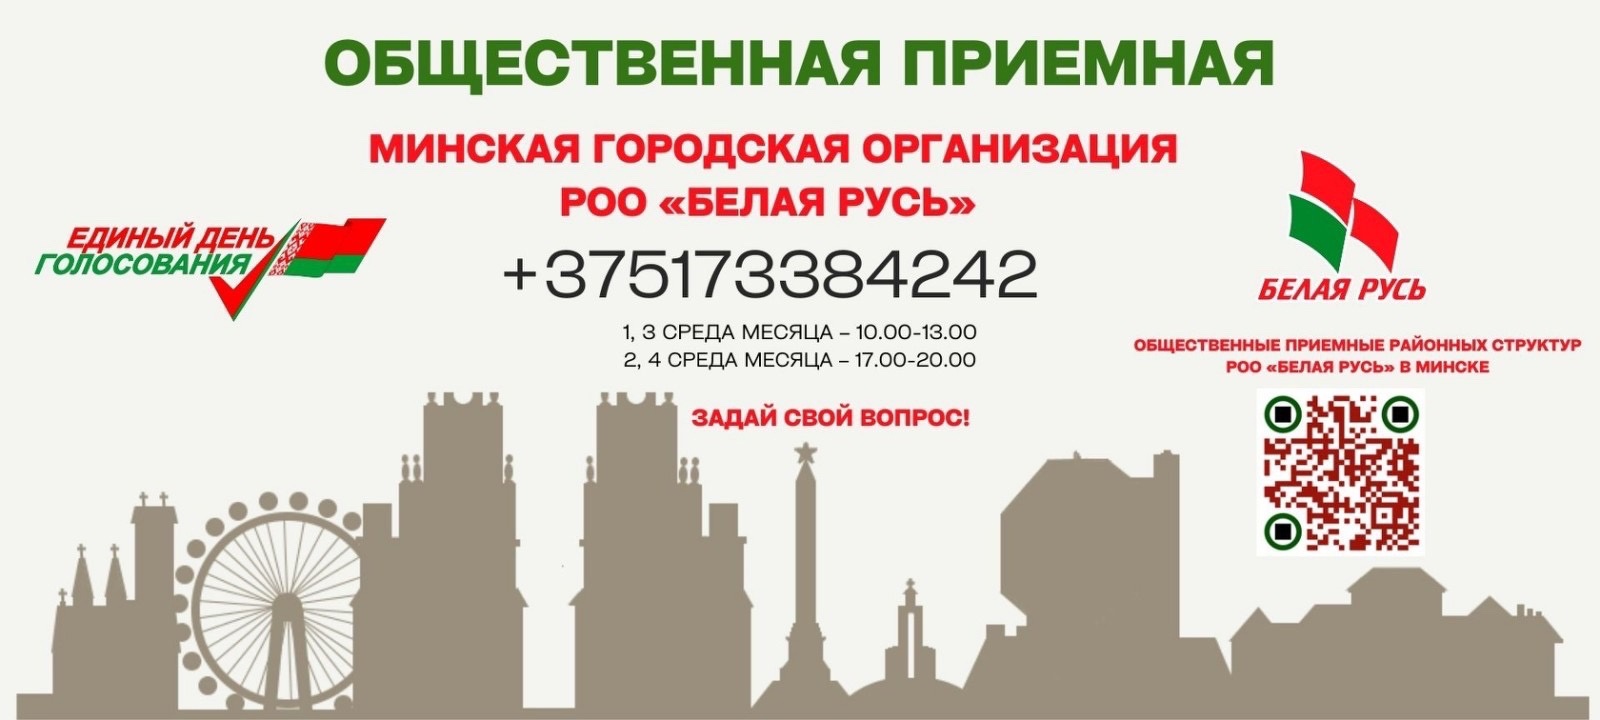 ОБЩЕСТВЕННАЯ ПРИЕМНАЯ
МИНСКАЯ ГОРОДСКАЯ ОРГАНИЗАЦИЯ
РОО «БЕЛАЯ РУСЬ»
ЕДИНЫЙ ДЕНЬ
ГОЛОСОВАНИЯ
+375173384242
1, 3 СРЕДА МЕСЯЦА – 10.00-13.00
2, 4 СРЕДА МЕСЯЦА – 17.00-20.00
ЗАДАЙ СВОЙ ВОПРОС!
БЕЛАЯ РУСЬ
ОБЩЕСТВЕННЫЕ ПРИЕМНЫЕ РАЙОННЫХ СТРУКТУР
РОО «БЕЛАЯ РУСЬ» В МИНСКЕ